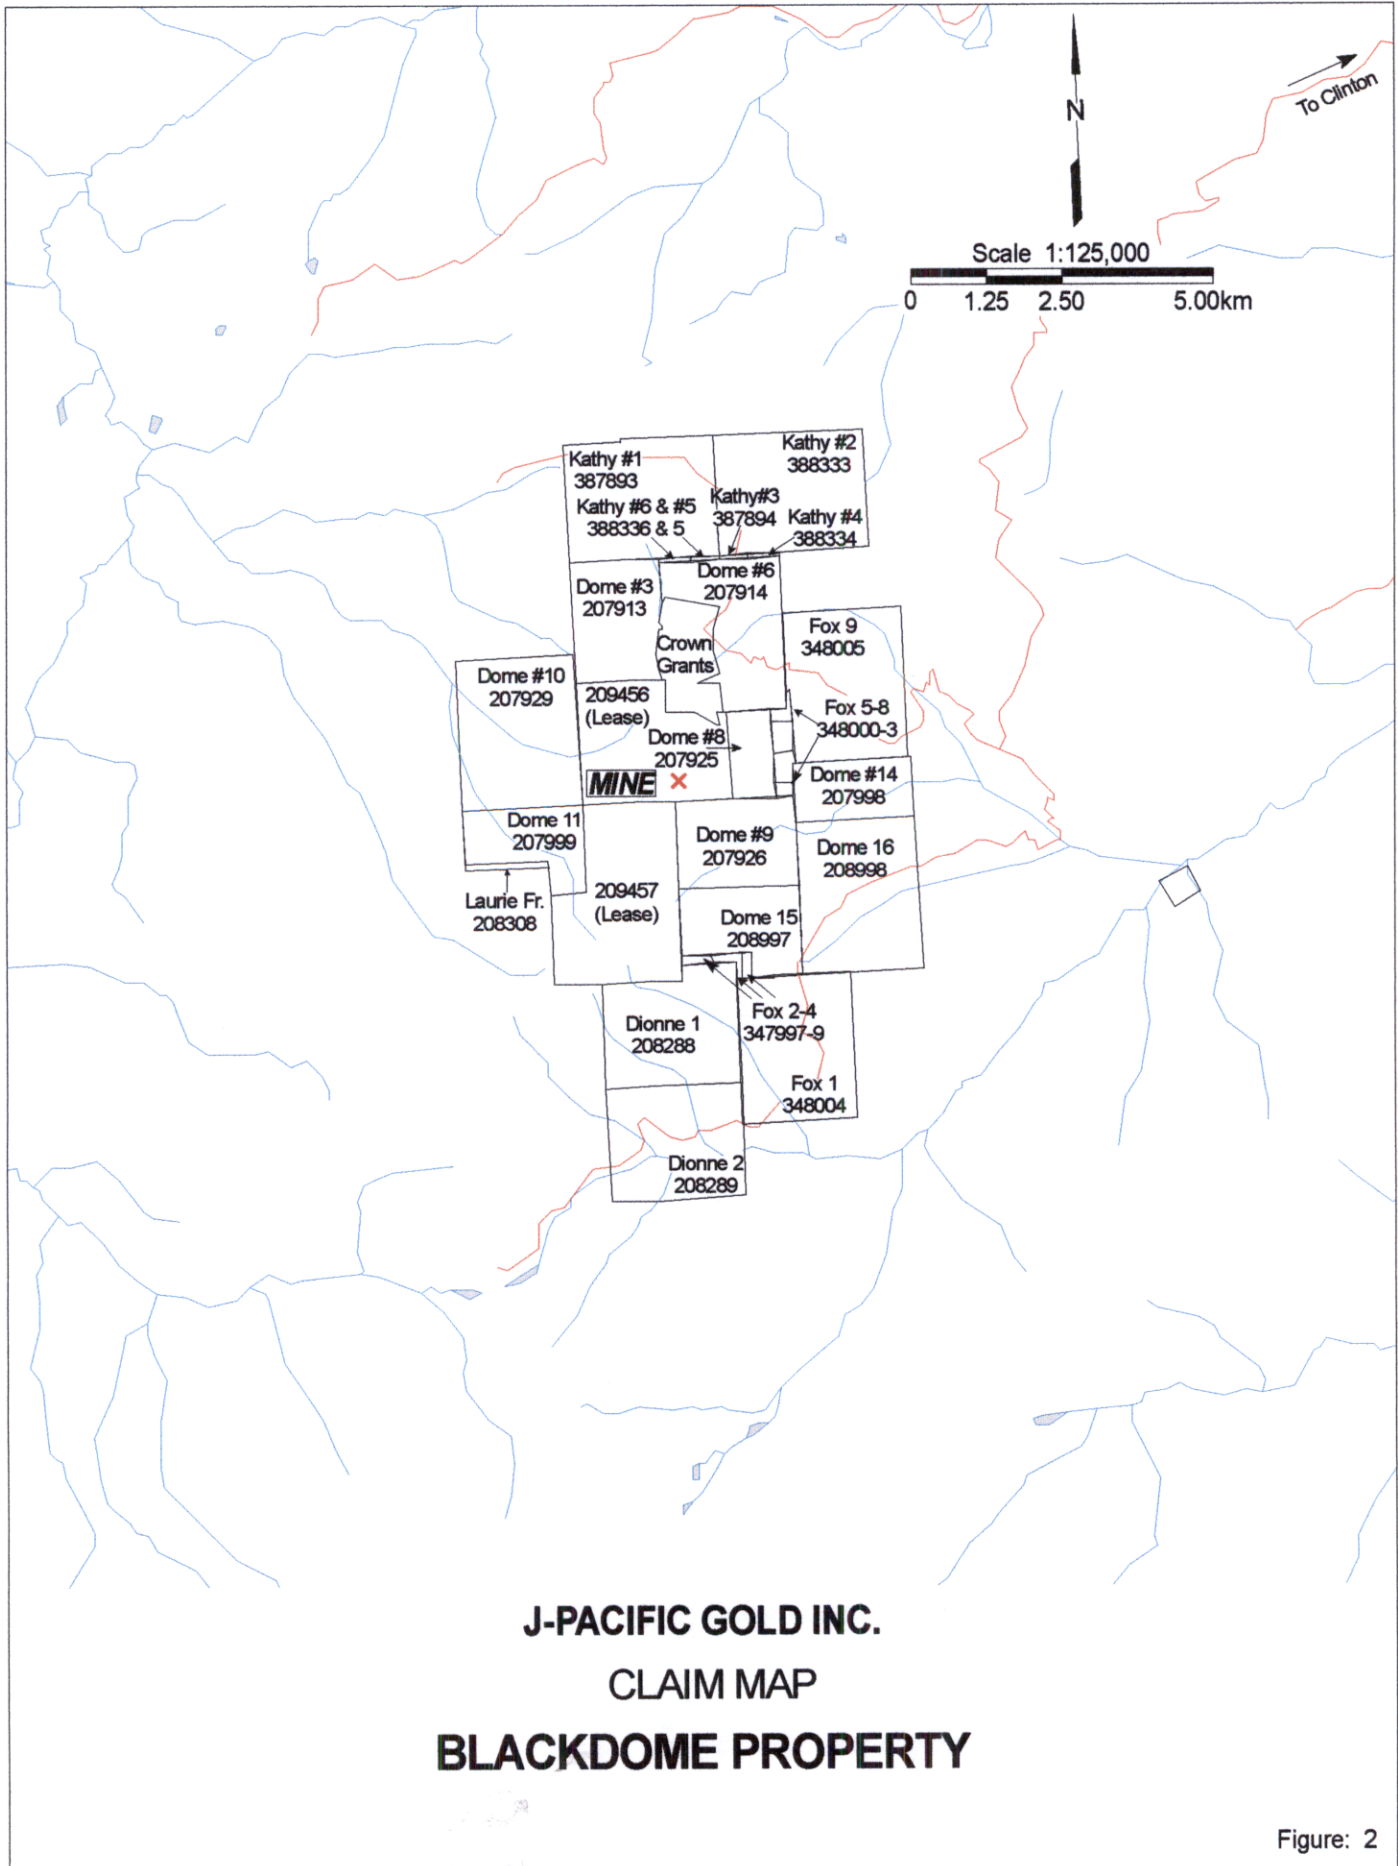 To Clinton
N
Scale 1:125,000
0 1.25 2.50 5.00km
Kathy #1
387893
Kathy #2
388333
Kathy #6 & #5
388336 & 5
Kathy#3
387894
Kathy #4
388334
Dome #3
207913
Dome #6
207914
Crown
Grants
Fox 9
348005
Dome #10
207929
209456
(Lease)
Fox 5-8
348000-3
Dome #8
207925
MINE
Dome #14
207998
Dome 11
207999
Dome #9
207926
Dome 16
208998
Laurie Fr.
208308
209457
(Lease)
Dome 15
208997
Fox 2-4
347997-9
Dionne 1
208288
Fox 1
348004
Dionne 2
208289
J-PACIFIC GOLD INC.
CLAIM MAP
BLACKDOME PROPERTY
Figure: 2